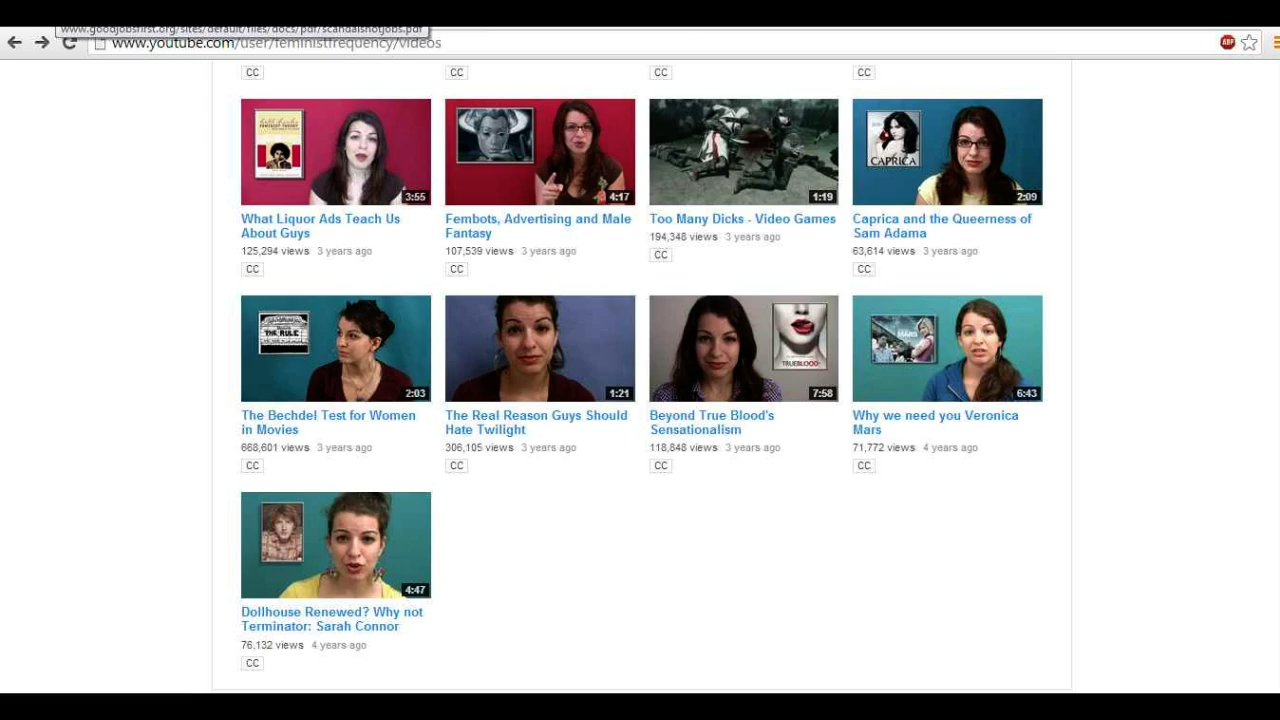 www.goodjobsfirst.org/sites/default/files/docs/pdf/scandalsnotjobs.pdf
www.youtube.com/user/feministfrequency/videos
ABP
CC CC CC CC
3:55 4:17 1:19 2:09
CAPRICA
What Liquor Ads Teach Us
About Guys
125,294 views 3 years ago
CC
Fembots, Advertising and Male
Fantasy
107,539 views 3 years ago
CC
Too Many Dicks - Video Games
194,348 views 3 years ago
CC
Caprica and the Queerness of
Sam Adama
63,614 views 3 years ago
CC
THE RULE
TRUEBLOOD
MARS
2:03 1:21 7:58 6:43
The Bechdel Test for Women
in Movies
668,601 views 3 years ago
CC
The Real Reason Guys Should
Hate Twilight
306,105 views 3 years ago
CC
Beyond True Blood's
Sensationalism
118,848 views 3 years ago
CC
Why we need you Veronica
Mars
71,772 views 4 years ago
CC
4:47
Dollhouse Renewed? Why not
Terminator: Sarah Connor
76,132 views 4 years ago
CC